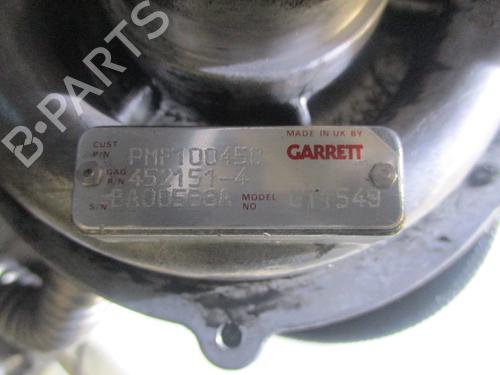 B-PARTS
MADE IN UK BY
GARRETT
CUST P/N PMF100450
GAG P/N 452151-4
S/N MODEL NO GT1549